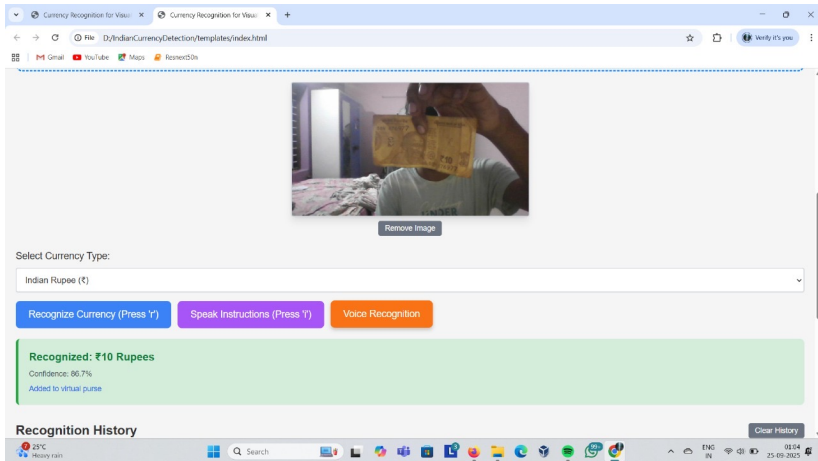 Currency Recognition for Visual
Currency Recognition for Visual
File
D:/IndianCurrencyDetection/templates/index.html
Verify it's you
Gmail
YouTube
Maps
Resnext50n
Remove Image
Select Currency Type:
Indian Rupee (₹)
Recognize Currency (Press 'r')
Speak Instructions (Press 'i')
Voice Recognition
Recognized: ₹10 Rupees
Confidence: 86.7%
Added to virtual purse
Recognition History
Clear History
25°C
Heavy rain
Search
99+
ENG
IN
01:04
25-09-2025